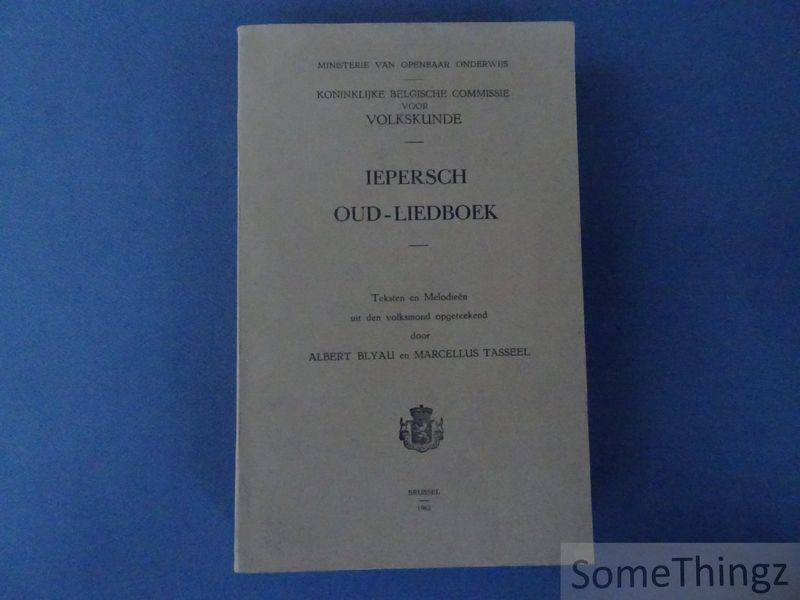 MINISTERIE VAN OPENBAAR ONDERWIJS
KONINKLIJKE BELGISCHE COMMISSIE
VOOR
VOLKSKUNDE
IEPERSCH
OUD-LIEDBOEK
Teksten en Melodieën
uit den volksmond opgeteekend
door
ALBERT BLYAU en MARCELLUS TASSEEL
BRUSSEL
1962
SomeThingz